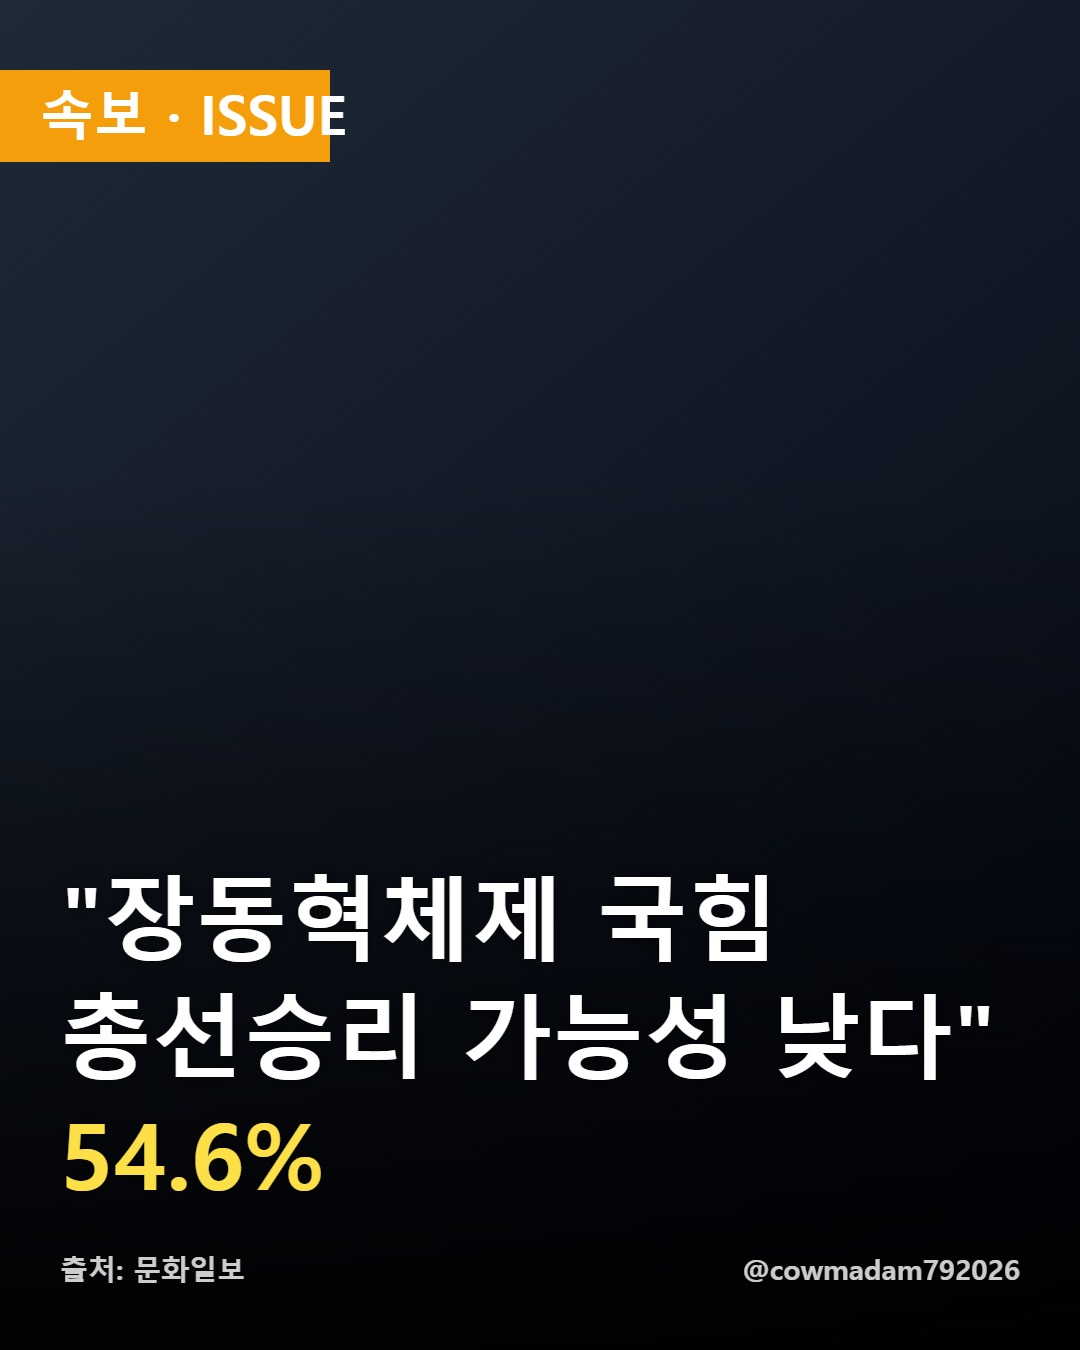 속보 · ISSUE
"장동혁체제 국힘
총선승리 가능성 낮다"
54.6%
출처: 문화일보
@cowmadam792026